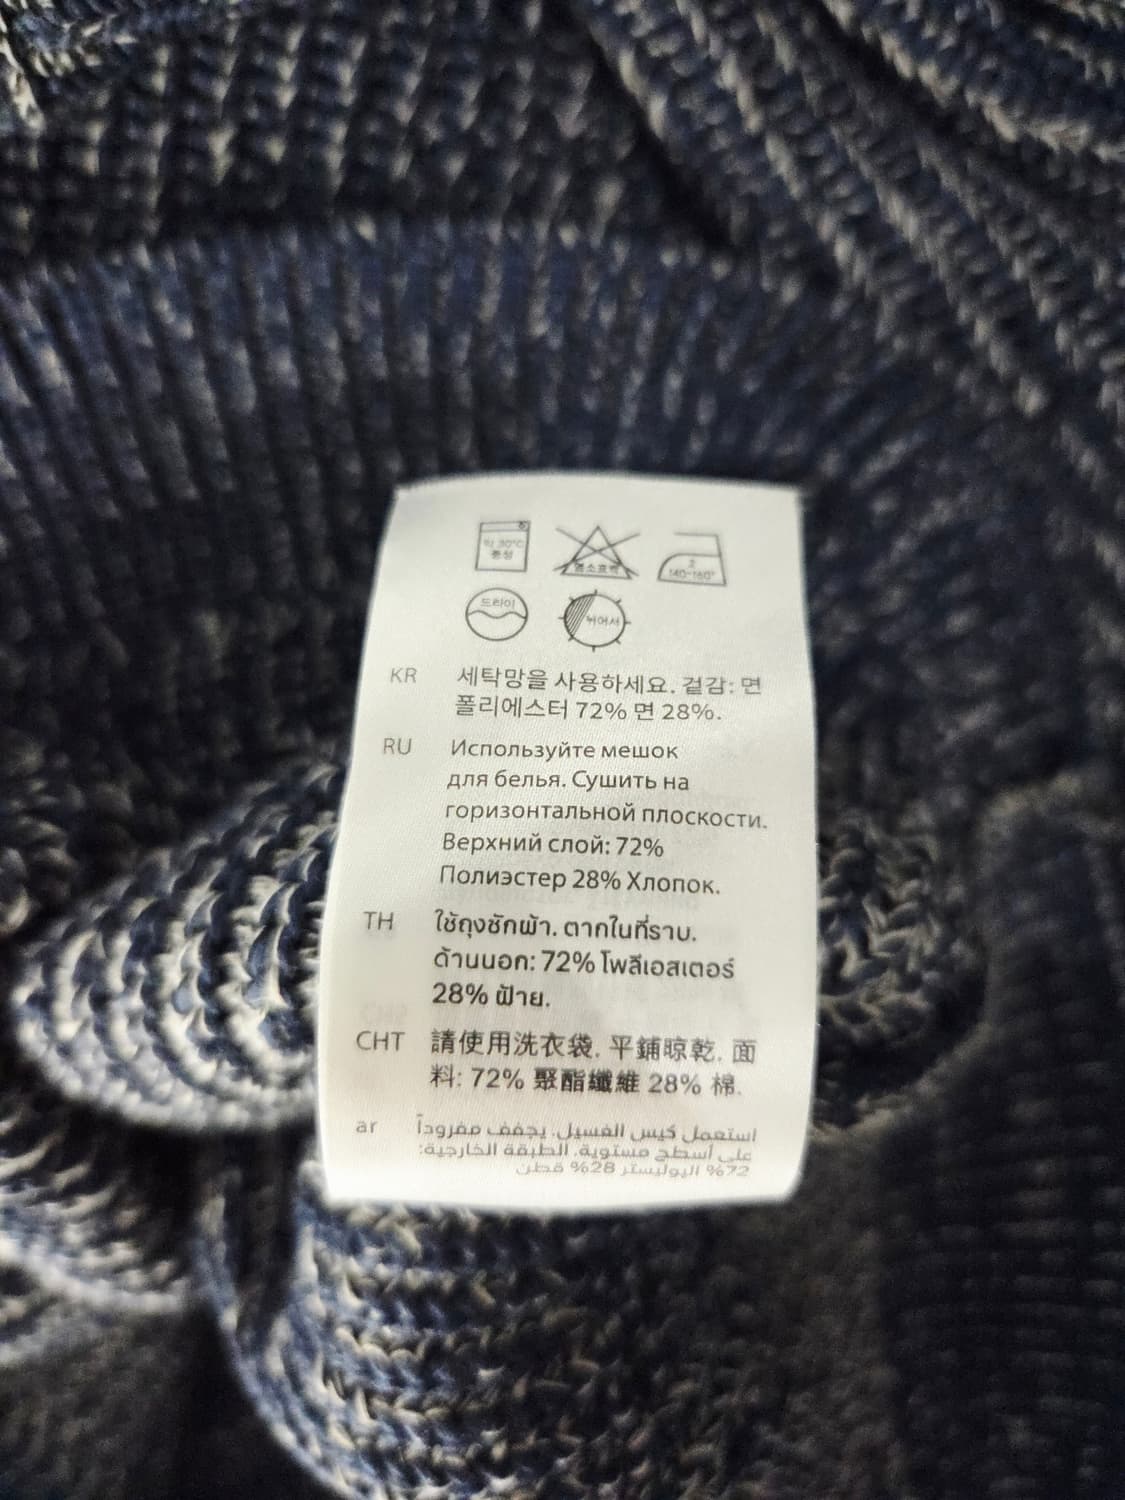 약 30°C
중성
염소표백
2
140~160°
드라이
뉘어서
KR 세탁망을 사용하세요. 겉감: 면
폴리에스터 72% 면 28%.
RU Используйте мешок
для белья. Сушить на
горизонтальной плоскости.
Верхний слой: 72%
Полиэстер 28% Хлопок.
TH ใช้ถุงซักผ้า. ตากในที่ราบ.
ด้านนอก: 72% โพลีเอสเตอร์
28% ฝ้าย.
CHT 請使用洗衣袋. 平鋪晾乾. 面
料: 72% 聚酯纖維 28% 棉.
ar استعمل كيس الغسيل. يجفف مفروداً
على أسطح مستوية. الطبقة الخارجية:
72% البوليستر 28% قطن.